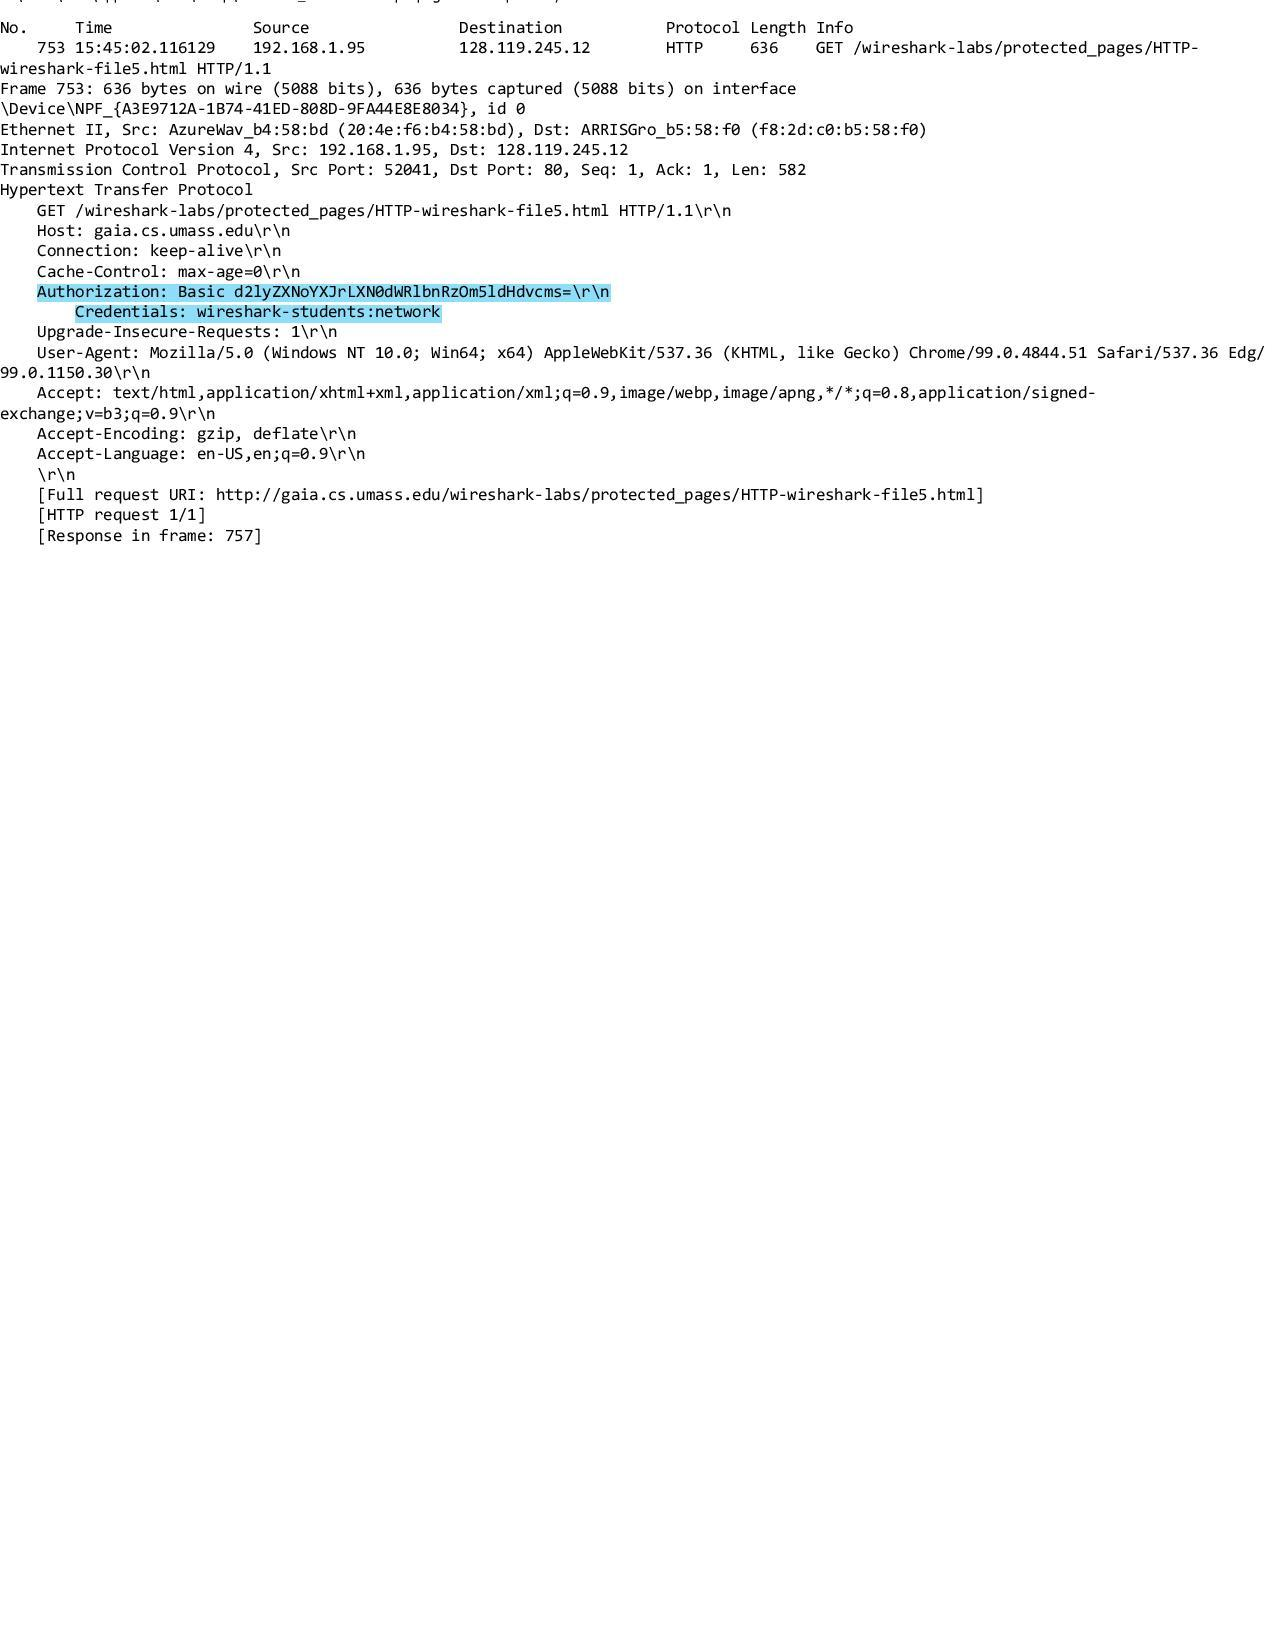 No.     Time               Source                Destination           Protocol Length Info
    753 15:45:02.116129    192.168.1.95          128.119.245.12        HTTP     636    GET /wireshark-labs/protected_pages/HTTP-
wireshark-file5.html HTTP/1.1
Frame 753: 636 bytes on wire (5088 bits), 636 bytes captured (5088 bits) on interface
\Device\NPF_{A3E9712A-1B74-41ED-808D-9FA44E8E8034}, id 0
Ethernet II, Src: AzureWav_b4:58:bd (20:4e:f6:b4:58:bd), Dst: ARRISGro_b5:58:f0 (f8:2d:c0:b5:58:f0)
Internet Protocol Version 4, Src: 192.168.1.95, Dst: 128.119.245.12
Transmission Control Protocol, Src Port: 52041, Dst Port: 80, Seq: 1, Ack: 1, Len: 582
Hypertext Transfer Protocol
    GET /wireshark-labs/protected_pages/HTTP-wireshark-file5.html HTTP/1.1\r\n
    Host: gaia.cs.umass.edu\r\n
    Connection: keep-alive\r\n
    Cache-Control: max-age=0\r\n
    Authorization: Basic d2lyZXNoYXJrLXN0dWRlbnRzOm5ldHdvcms=\r\n
        Credentials: wireshark-students:network
    Upgrade-Insecure-Requests: 1\r\n
    User-Agent: Mozilla/5.0 (Windows NT 10.0; Win64; x64) AppleWebKit/537.36 (KHTML, like Gecko) Chrome/99.0.4844.51 Safari/537.36 Edg/
99.0.1150.30\r\n
    Accept: text/html,application/xhtml+xml,application/xml;q=0.9,image/webp,image/apng,*/*;q=0.8,application/signed-
exchange;v=b3;q=0.9\r\n
    Accept-Encoding: gzip, deflate\r\n
    Accept-Language: en-US,en;q=0.9\r\n
    \r\n
    [Full request URI: http://gaia.cs.umass.edu/wireshark-labs/protected_pages/HTTP-wireshark-file5.html]
    [HTTP request 1/1]
    [Response in frame: 757]